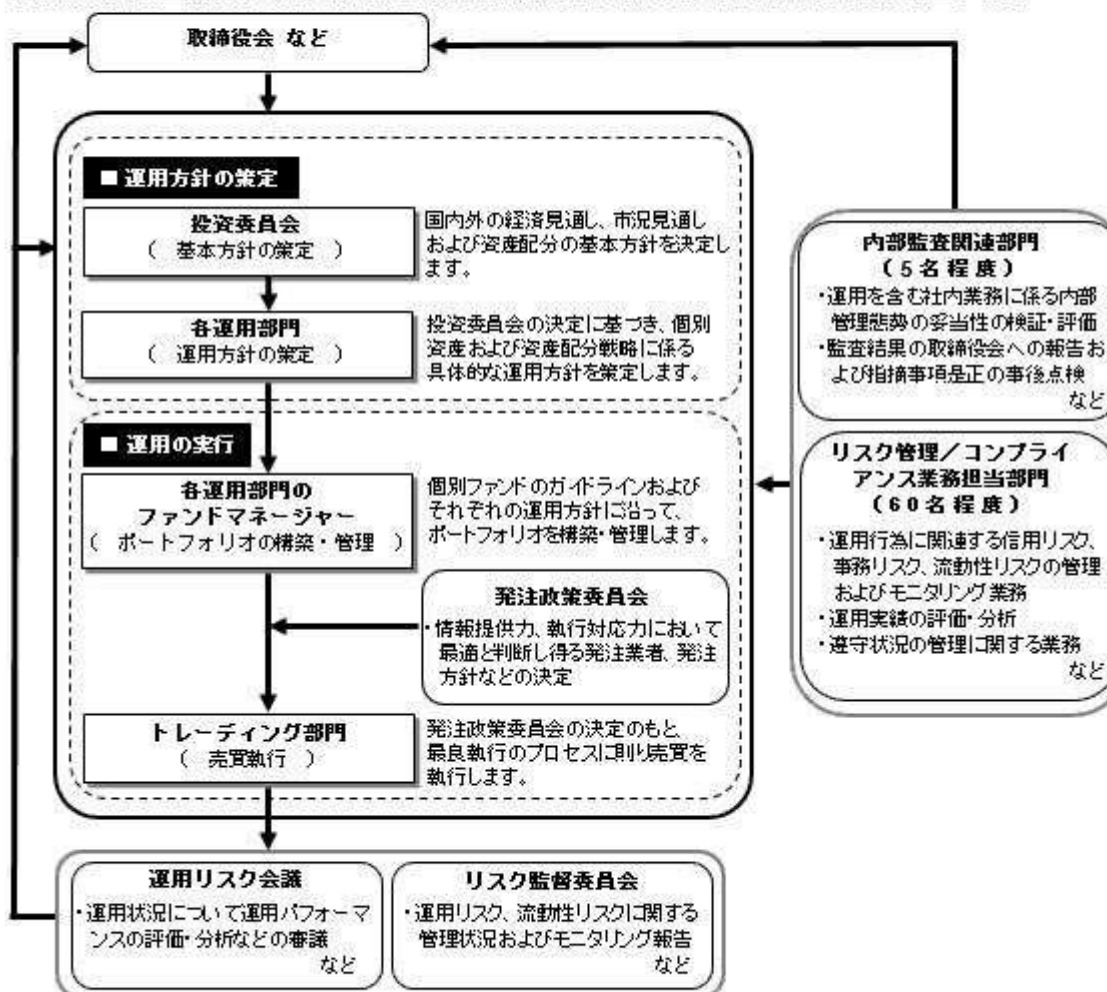 取締役会 など
■ 運用方針の策定
投資委員会
( 基本方針の策定 )
国内外の経済見通し、市況見通し
および資産配分の基本方針を決定し
ます。
各運用部門
( 運用方針の策定 )
投資委員会の決定に基づき、個別
資産および資産配分戦略に係る
具体的な運用方針を策定します。
■ 運用の実行
各運用部門の
ファンドマネージャー
( ポートフォリオの構築・管理 )
個別ファンドのガイドラインおよび
それぞれの運用方針に沿って、
ポートフォリオを構築・管理します。
発注政策委員会
・情報提供力、執行対応力において
最適と判断し得る発注業者、発注
方針などの決定
トレーディング部門
( 売買執行 )
発注政策委員会の決定のもと、
最良執行のプロセスに則り売買を
執行します。
内部監査関連部門
(5名程度)
・運用を含む社内業務に係る内部
管理態勢の妥当性の検証・評価
・監査結果の取締役会への報告お
よび指摘事項是正の事後点検
など
リスク管理/コンプライ
アンス業務担当部門
(60名程度)
・運用行為に関連する信用リスク、
事務リスク、流動性リスクの管理
およびモニタリング業務
・運用実績の評価・分析
・遵守状況の管理に関する業務
など
運用リスク会議
・運用状況について運用パフォーマ
ンスの評価・分析などの審議
など
リスク監督委員会
・運用リスク、流動性リスクに関する
管理状況およびモニタリング報告
など